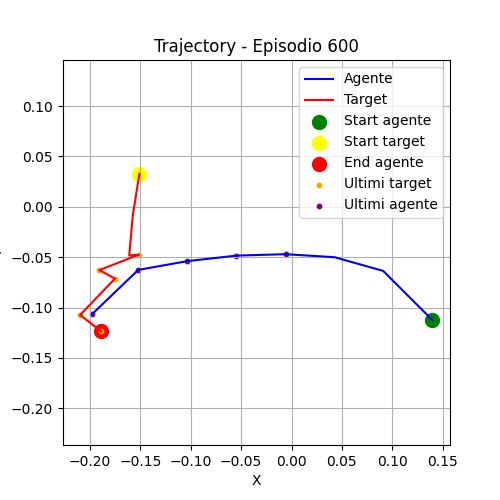 Trajectory - Episodio 600
Agente
Target
Start agente
Start target
End agente
Ultimi target
Ultimi agente
0.10
0.05
0.00
−0.05
−0.10
−0.15
−0.20
−0.20 −0.15 −0.10 −0.05 0.00 0.05 0.10 0.15
X